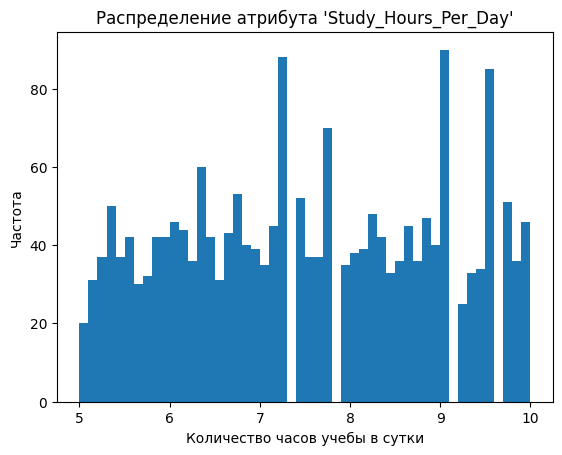 Распределение атрибута 'Study_Hours_Per_Day'
Частота
80
60
40
20
0
5 6 7 8 9 10
Количество часов учебы в сутки